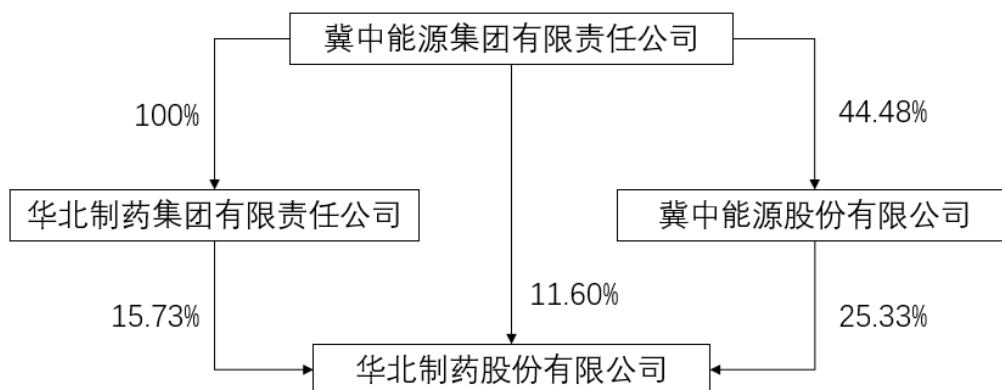 冀中能源集团有限责任公司
100%
44.48%
华北制药集团有限责任公司
冀中能源股份有限公司
15.73%
11.60%
25.33%
华北制药股份有限公司